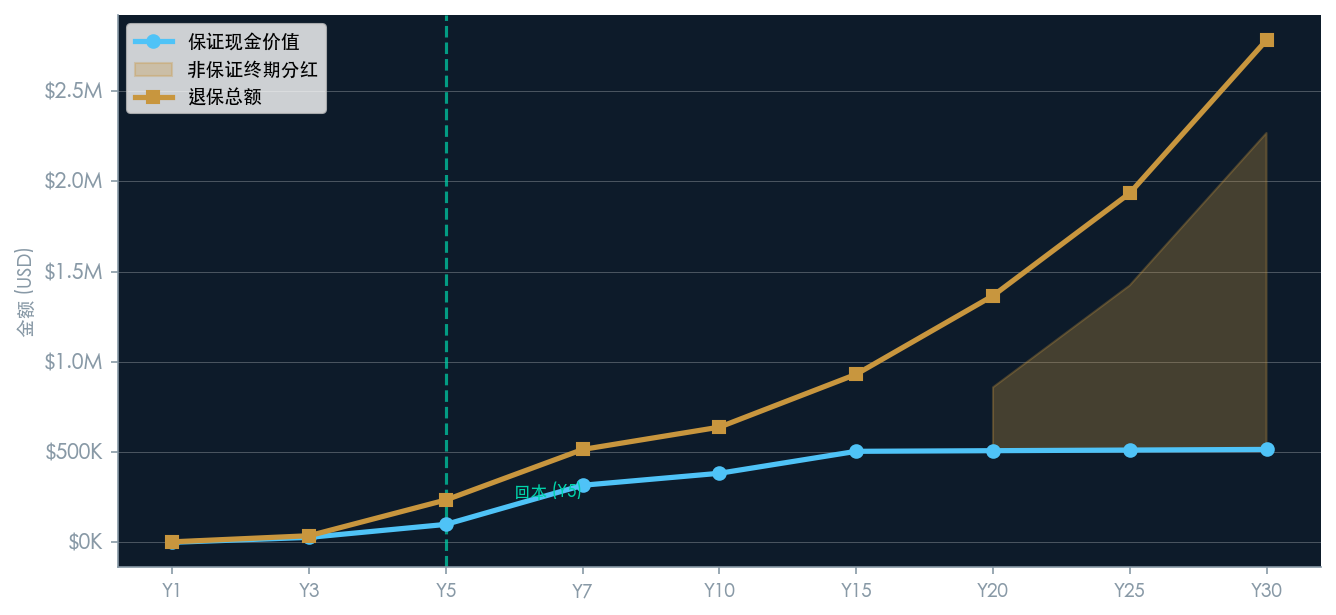 保证现金价值
非保证终期分红
退保总额
$2.5M
$2.0M
$1.5M
$1.0M
$500K
$0K
金额 (USD)
回本 (Y5)
Y1
Y3
Y5
Y7
Y10
Y15
Y20
Y25
Y30